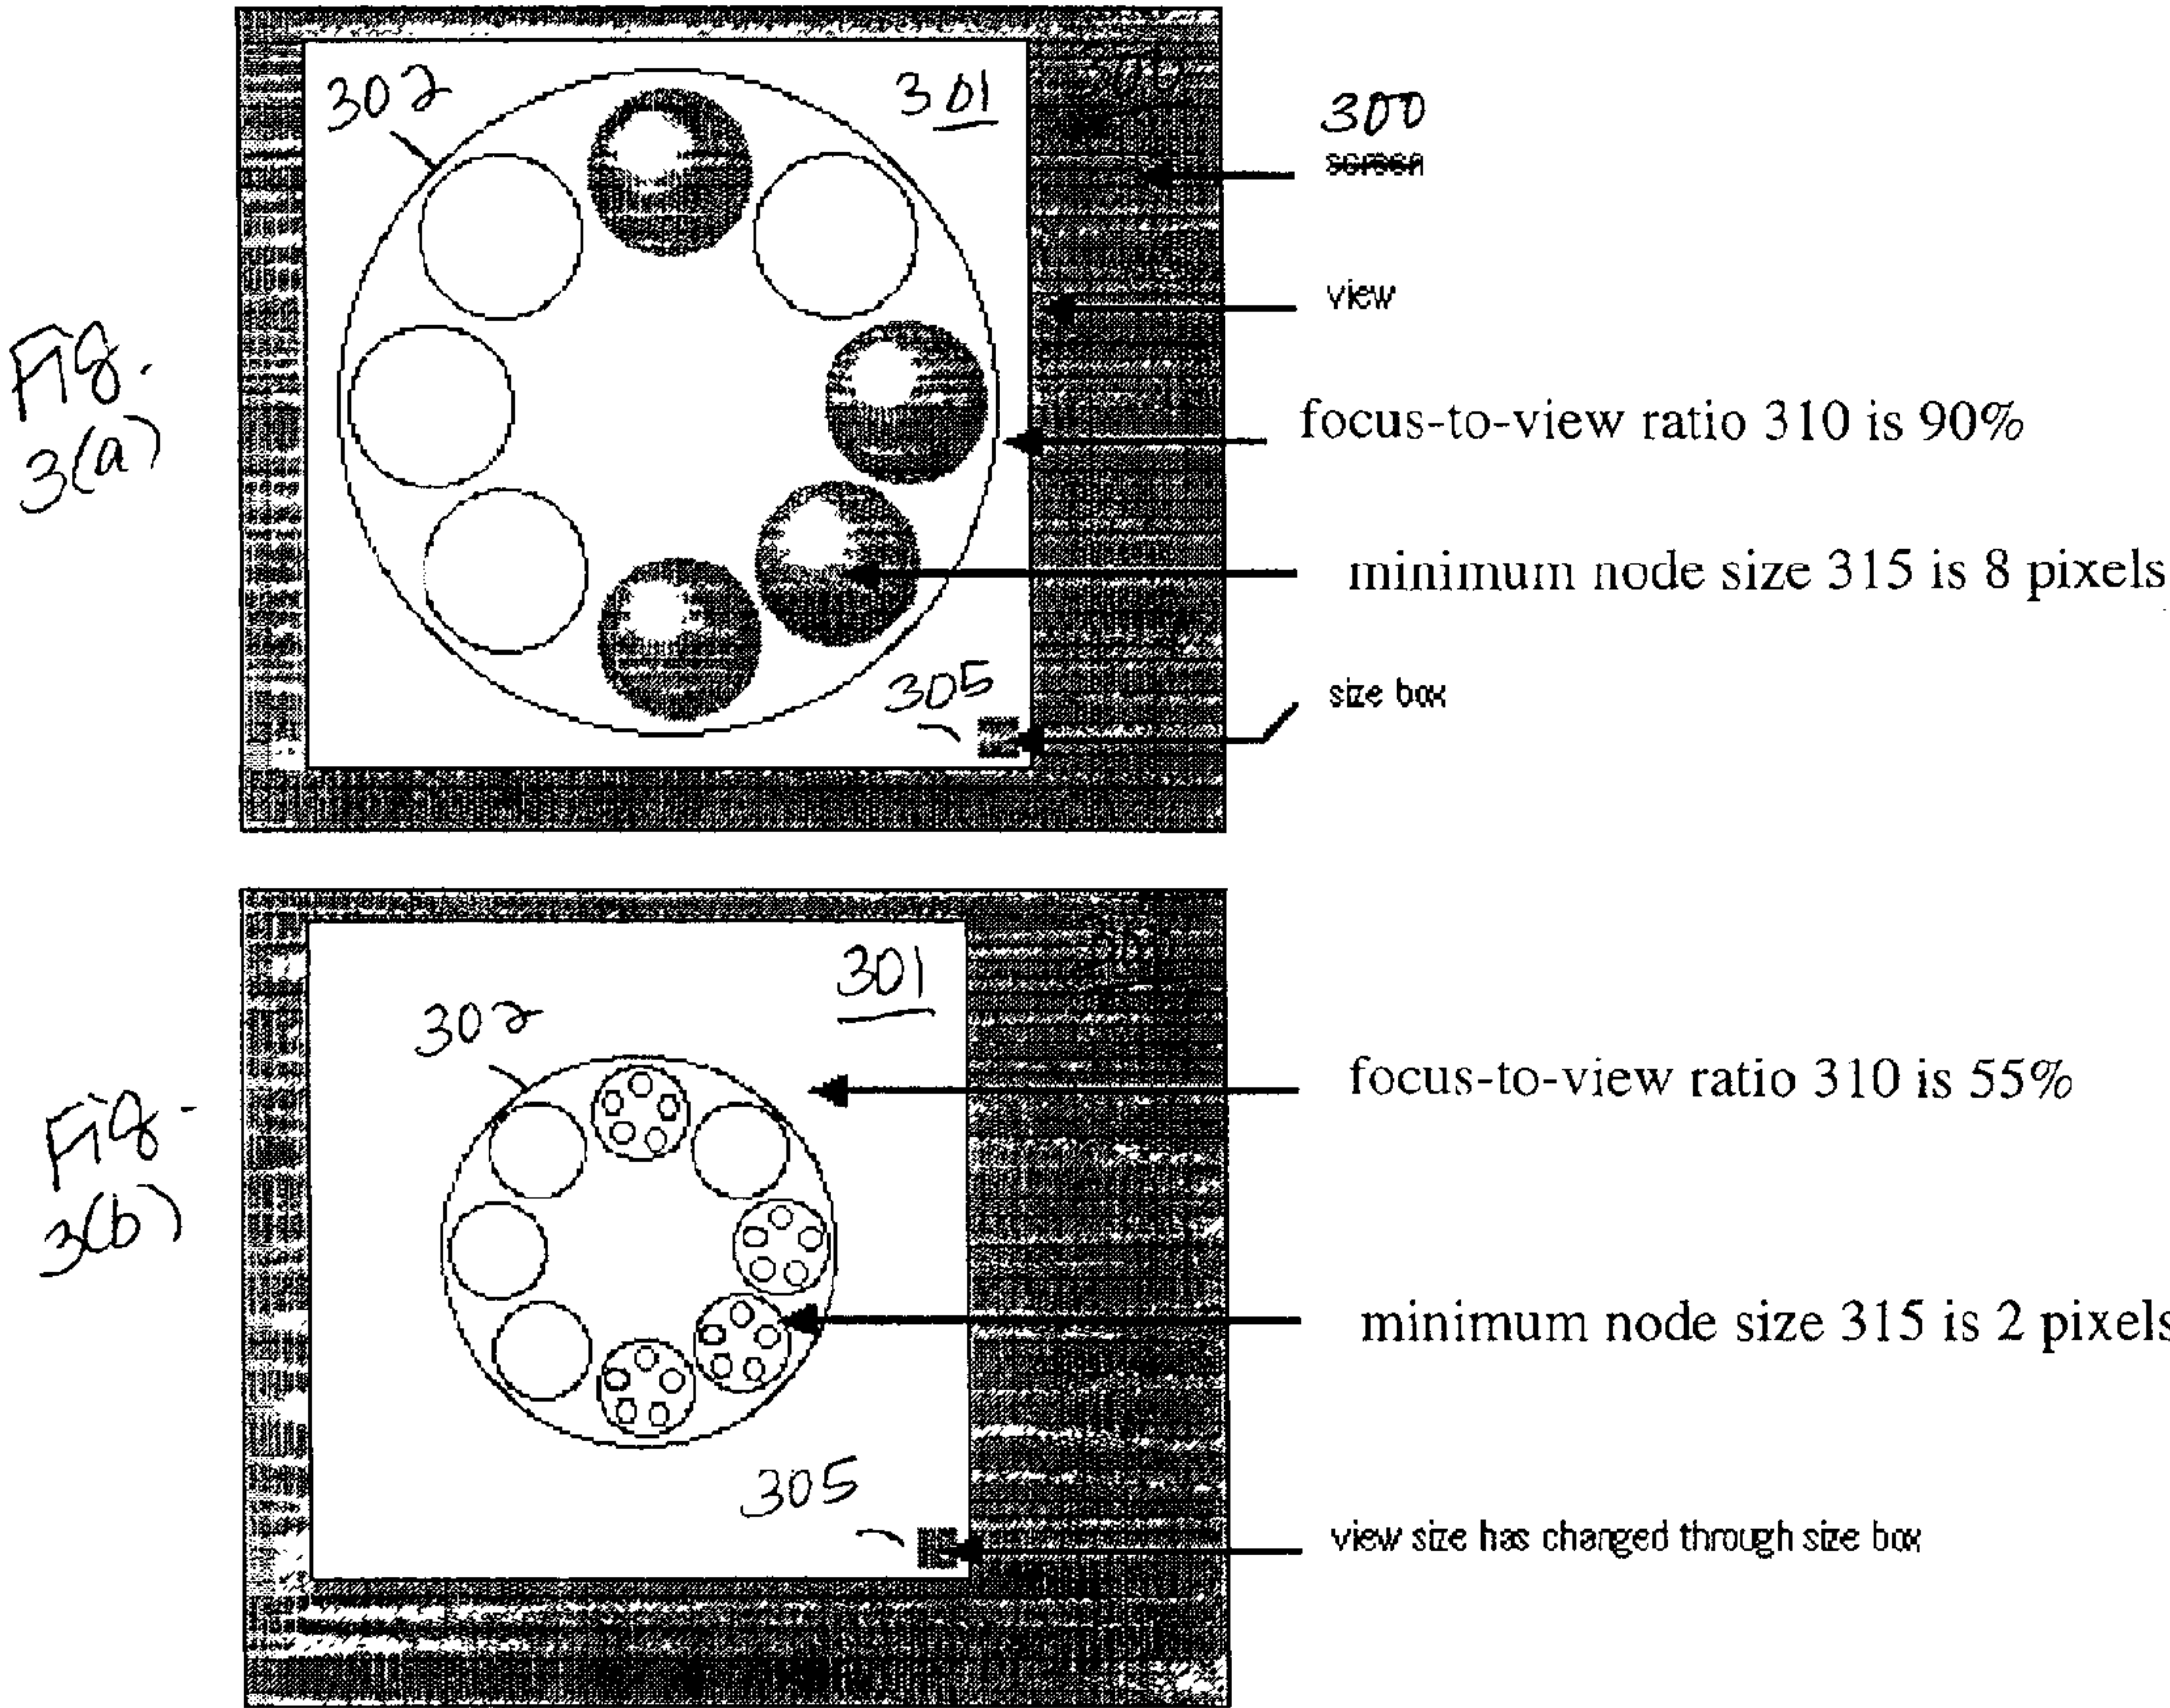 302
301
300
screen
view
Fig.
3(a)
focus-to-view ratio 310 is 90%
minimum node size 315 is 8 pixels
305
size box
301
302
focus-to-view ratio 310 is 55%
Fig.
3(b)
minimum node size 315 is 2 pixels
305
view size has changed through size box